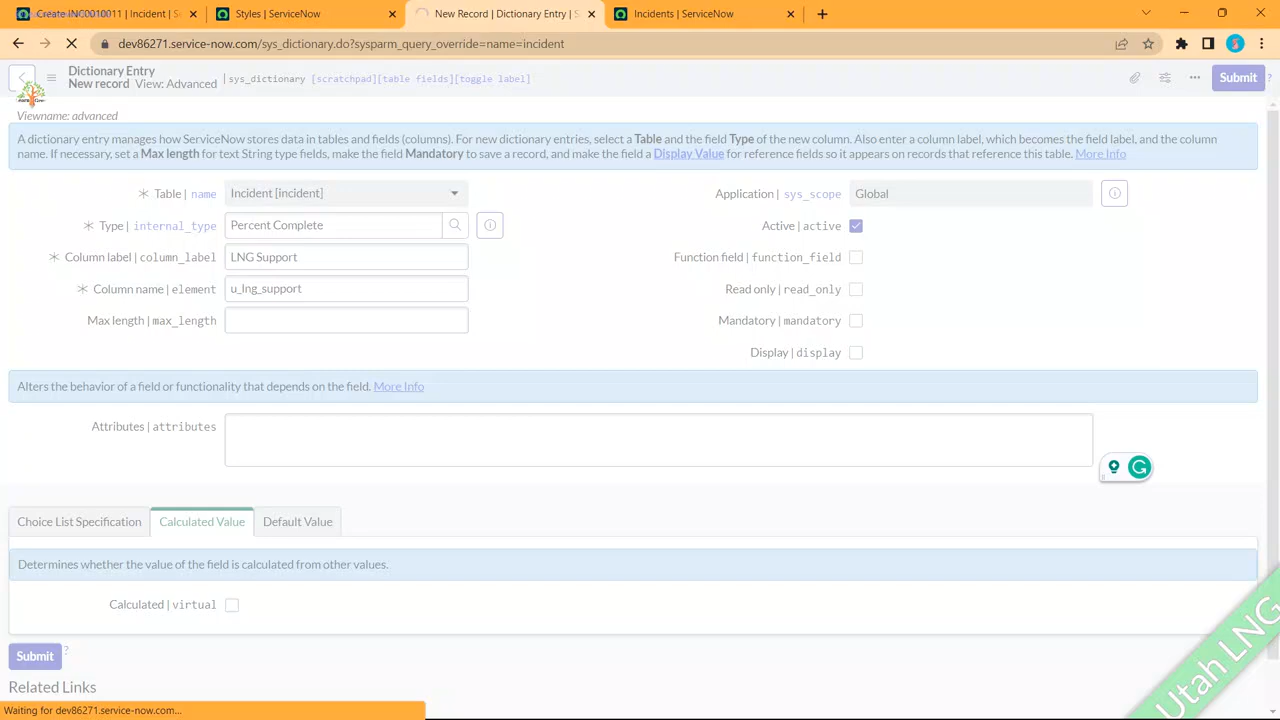 Create INC0010011 | Incident | S
Styles | ServiceNow
New Record | Dictionary Entry | S
Incidents | ServiceNow
dev86271.service-now.com/sys_dictionary.do?sysparm_query_override=name=incident
Dictionary Entry
New record View: Advanced
|sys_dictionary [scratchpad][table fields][toggle label]
Submit ?
Viewname: advanced
A dictionary entry manages how ServiceNow stores data in tables and fields (columns). For new dictionary entries, select a Table and the field Type of the new column. Also enter a column label, which becomes the field label, and the column
name. If necessary, set a Max length for text String type fields, make the field Mandatory to save a record, and make the field a Display Value for reference fields so it appears on records that reference this table. More Info
Table | name Incident [incident]
Application | sys_scope Global
Type | internal_type Percent Complete
Active | active
Column label | column_label LNG Support
Function field | function_field
Column name | element u_lng_support
Read only | read_only
Max length | max_length
Mandatory | mandatory
Display | display
Alters the behavior of a field or functionality that depends on the field. More Info
Attributes | attributes
Choice List Specification
Calculated Value
Default Value
Determines whether the value of the field is calculated from other values.
Calculated | virtual
Submit ?
Related Links
Waiting for dev86271.service-now.com...
Utah LNG